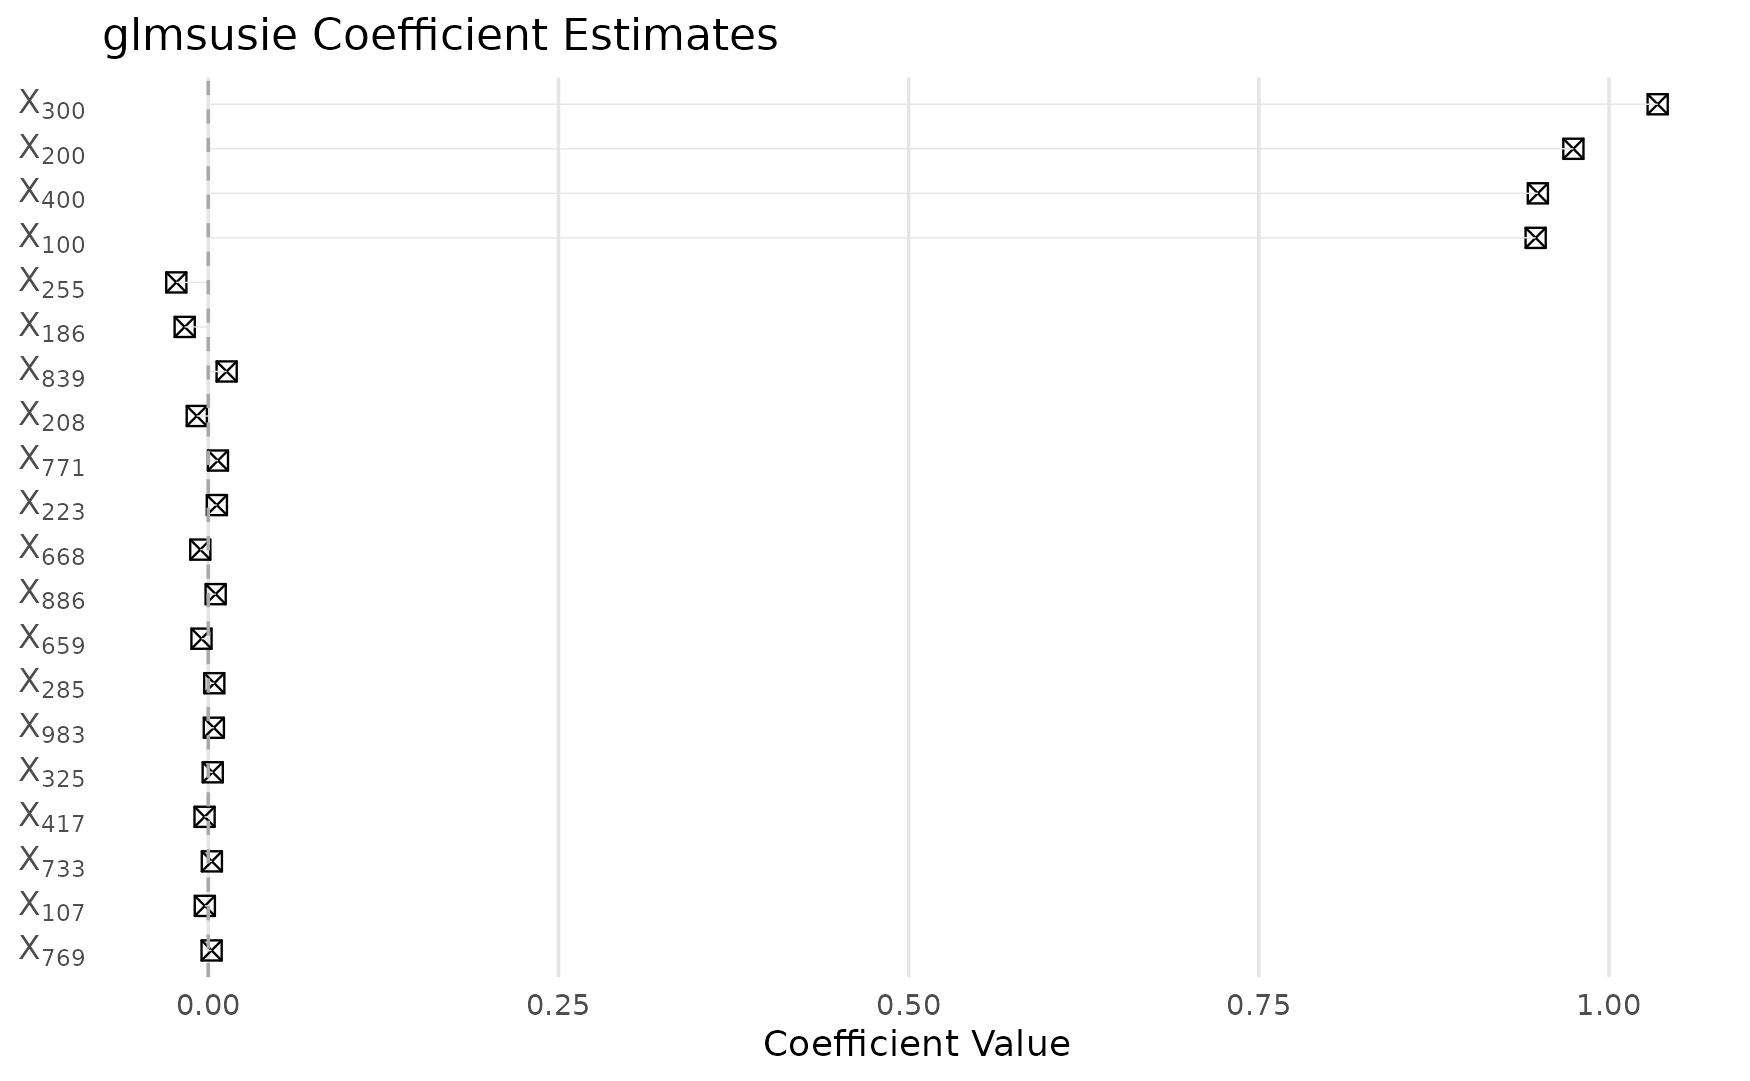 glmsusie Coefficient Estimates
X300
X200
X400
X100
X255
X186
X839
X208
X771
X223
X668
X886
X659
X285
X983
X325
X417
X733
X107
X769
0.00 0.25 0.50 0.75 1.00
Coefficient Value